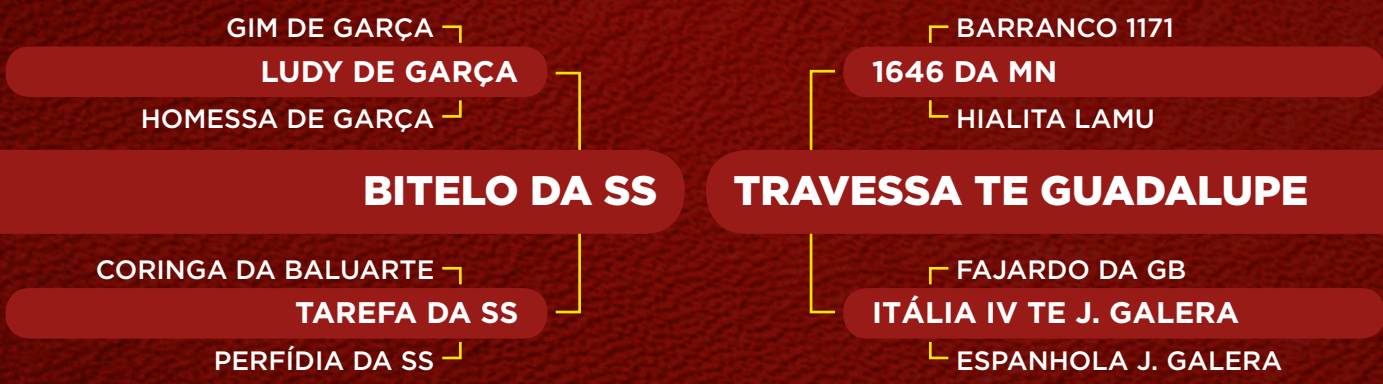 GIM DE GARÇA
LUDY DE GARÇA
HOMESSA DE GARÇA
BITELO DA SS
CORINGA DA BALUARTE
TAREFA DA SS
PERFÍDIA DA SS
BARRANCO 1171
1646 DA MN
HIALITA LAMU
TRAVESSA TE GUADALUPE
FAJARDO DA GB
ITÁLIA IV TE J. GALERA
ESPANHOLA J. GALERA